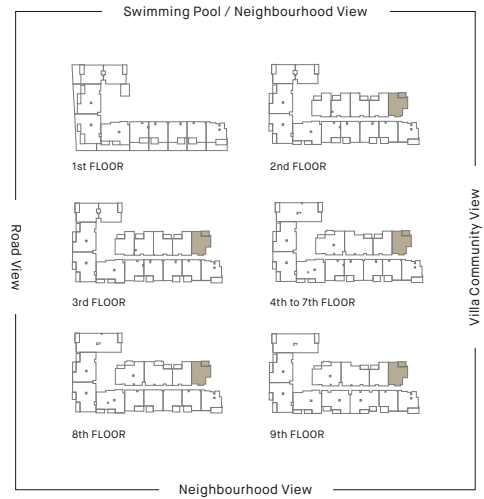 Swimming Pool / Neighbourhood View
1st FLOOR
2nd FLOOR
Road View
Villa Community View
3rd FLOOR
4th to 7th FLOOR
8th FLOOR
9th FLOOR
Neighbourhood View